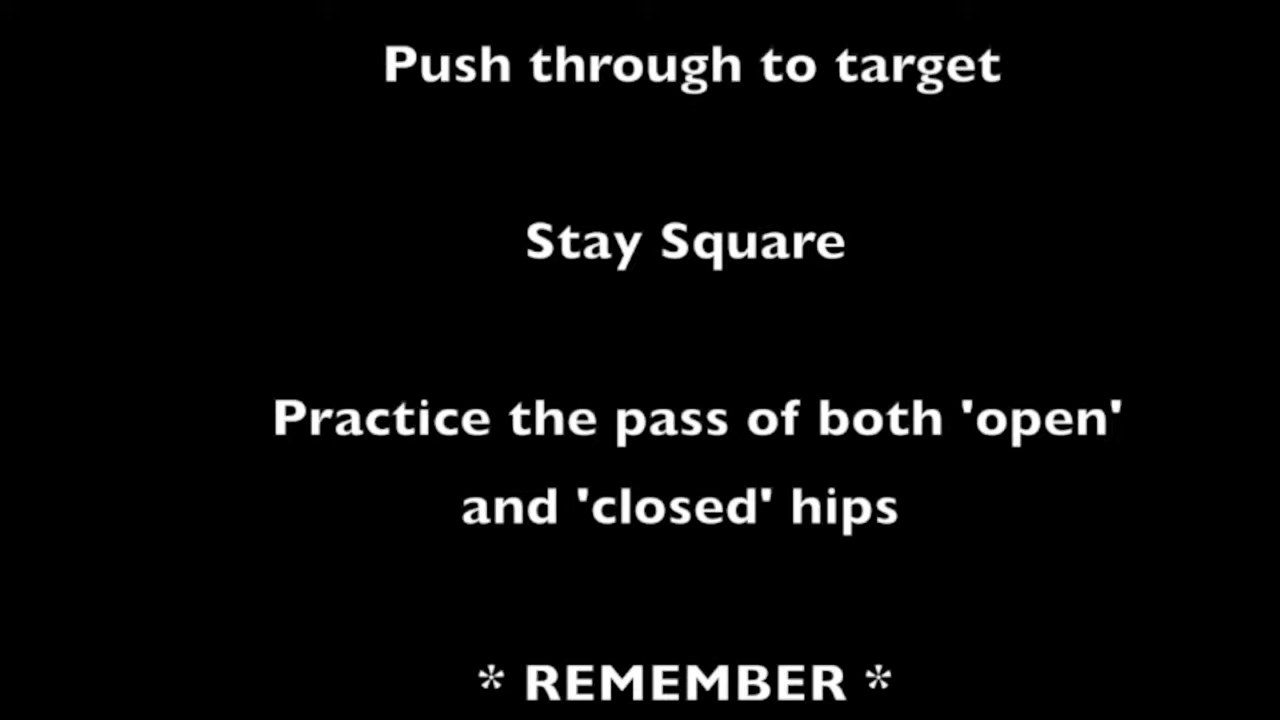 Push through to target
Stay Square
Practice the pass of both 'open'
and 'closed' hips
* REMEMBER *